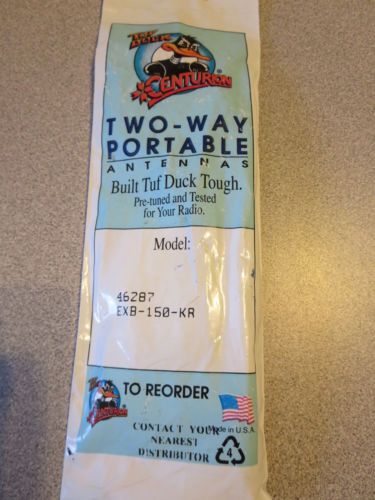 TUF DUCK
CENTURION
TWO-WAY
PORTABLE
ANTENNAS
Built Tuf Duck Tough.
Pre-tuned and Tested
for Your Radio.
Model:
46287
EXB-150-KR
TO REORDER
CENTURION
Made in U.S.A.
CONTACT YOUR
NEAREST
DISTRIBUTOR
4